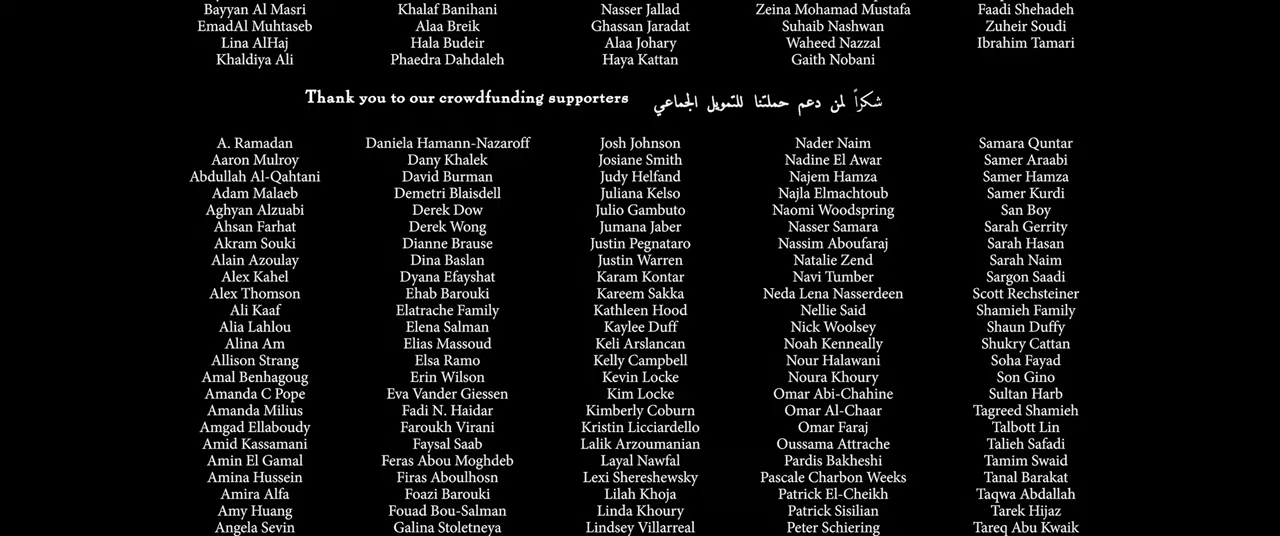 Bayyan Al Masri Khalaf Banihani Nasser Jallad Zeina Mohamad Mustafa Faadi Shehadeh
EmadAl Muhtaseb Alaa Breik Ghassan Jaradat Suhaib Nashwan Zuheir Soudi
Lina AlHaj Hala Budeir Alaa Johary Waheed Nazzal Ibrahim Tamari
Khaldiya Ali Phaedra Dahdaleh Haya Kattan Gaith Nobani
Thank you to our crowdfunding supporters شكراً لمن دعم حملتنا للتمويل الجماعي
A. Ramadan Daniela Hamann-Nazaroff Josh Johnson Nader Naim Samara Quntar
Aaron Mulroy Dany Khalek Josiane Smith Nadine El Awar Samer Araabi
Abdullah Al-Qahtani David Burman Judy Helfand Najem Hamza Samer Hamza
Adam Malaeb Demetri Blaisdell Juliana Kelso Najla Elmachtoub Samer Kurdi
Aghyan Alzuabi Derek Dow Julio Gambuto Naomi Woodspring San Boy
Ahsan Farhat Derek Wong Jumana Jaber Nasser Samara Sarah Gerrity
Akram Souki Dianne Brause Justin Pegnataro Nassim Aboufaraj Sarah Hasan
Alain Azoulay Dina Baslan Justin Warren Natalie Zend Sarah Naim
Alex Kahel Dyana Efayshat Karam Kontar Navi Tumber Sargon Saadi
Alex Thomson Ehab Barouki Kareem Sakka Neda Lena Nasserdeen Scott Rechsteiner
Ali Kaaf Elatrache Family Kathleen Hood Nellie Said Shamieh Family
Alia Lahlou Elena Salman Kaylee Duff Nick Woolsey Shaun Duffy
Alina Am Elias Massoud Keli Arslancan Noah Kenneally Shukry Cattan
Allison Strang Elsa Ramo Kelly Campbell Nour Halawani Soha Fayad
Amal Benhagoug Erin Wilson Kevin Locke Noura Khoury Son Gino
Amanda C Pope Eva Vander Giessen Kim Locke Omar Abi-Chahine Sultan Harb
Amanda Milius Fadi N. Haidar Kimberly Coburn Omar Al-Chaar Tagreed Shamieh
Amgad Ellaboudy Faroukh Virani Kristin Licciardello Omar Faraj Talbott Lin
Amid Kassamani Faysal Saab Lalik Arzoumanian Oussama Attrache Talieh Safadi
Amin El Gamal Feras Abou Moghdeb Layal Nawfal Pardis Bakheshi Tamim Swaid
Amina Hussein Firas Aboulhosn Lexi Shereshewsky Pascale Charbon Weeks Tanal Barakat
Amira Alfa Foazi Barouki Lilah Khoja Patrick El-Cheikh Taqwa Abdallah
Amy Huang Fouad Bou-Salman Linda Khoury Patrick Sisilian Tarek Hijaz
Angela Sevin Galina Stoletneya Lindsey Villarreal Peter Schiering Tareq Abu Kwaik